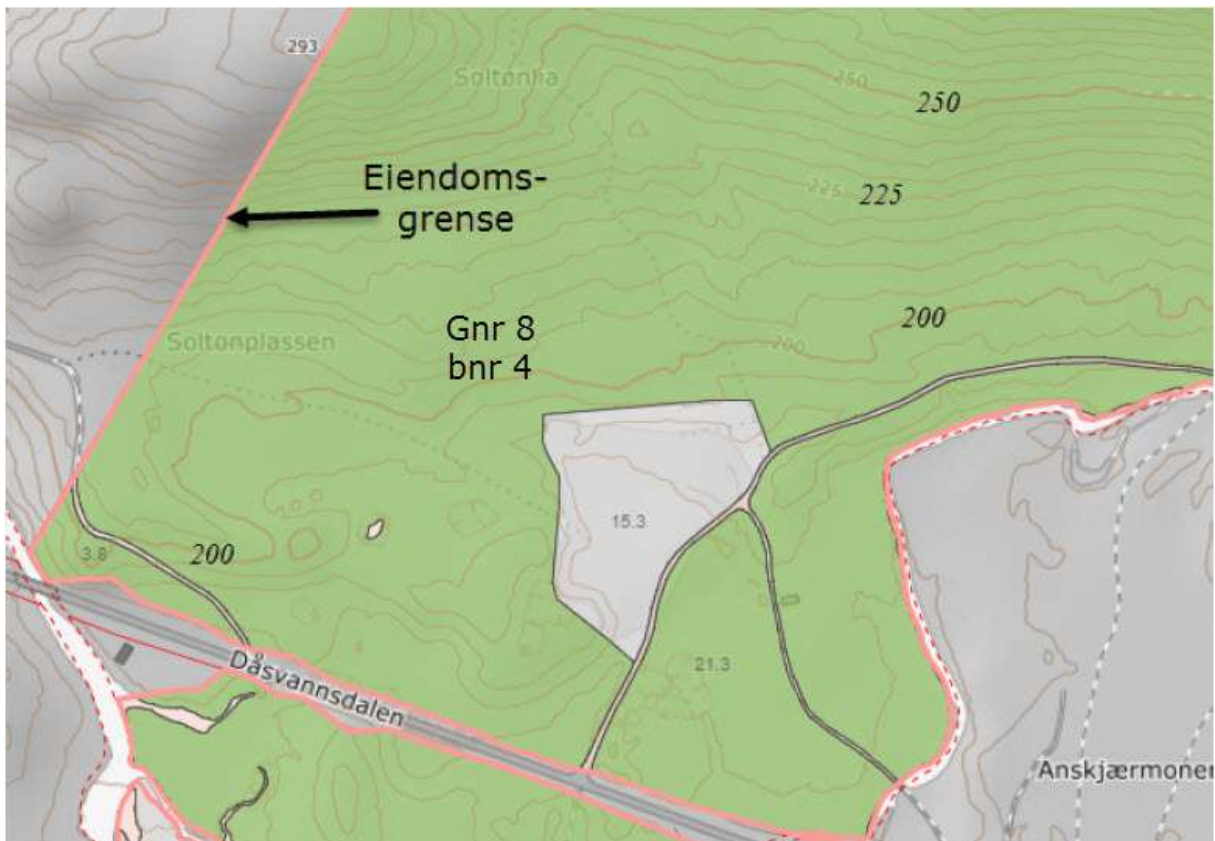 293
Soltonlia
250
250
Eiendoms-
grense
225
225
Gnr 8
bnr 4
200
200
Soltonplassen
15.3
3.8
200
21.3
Dåsvannsdalen
Anskjærmonen